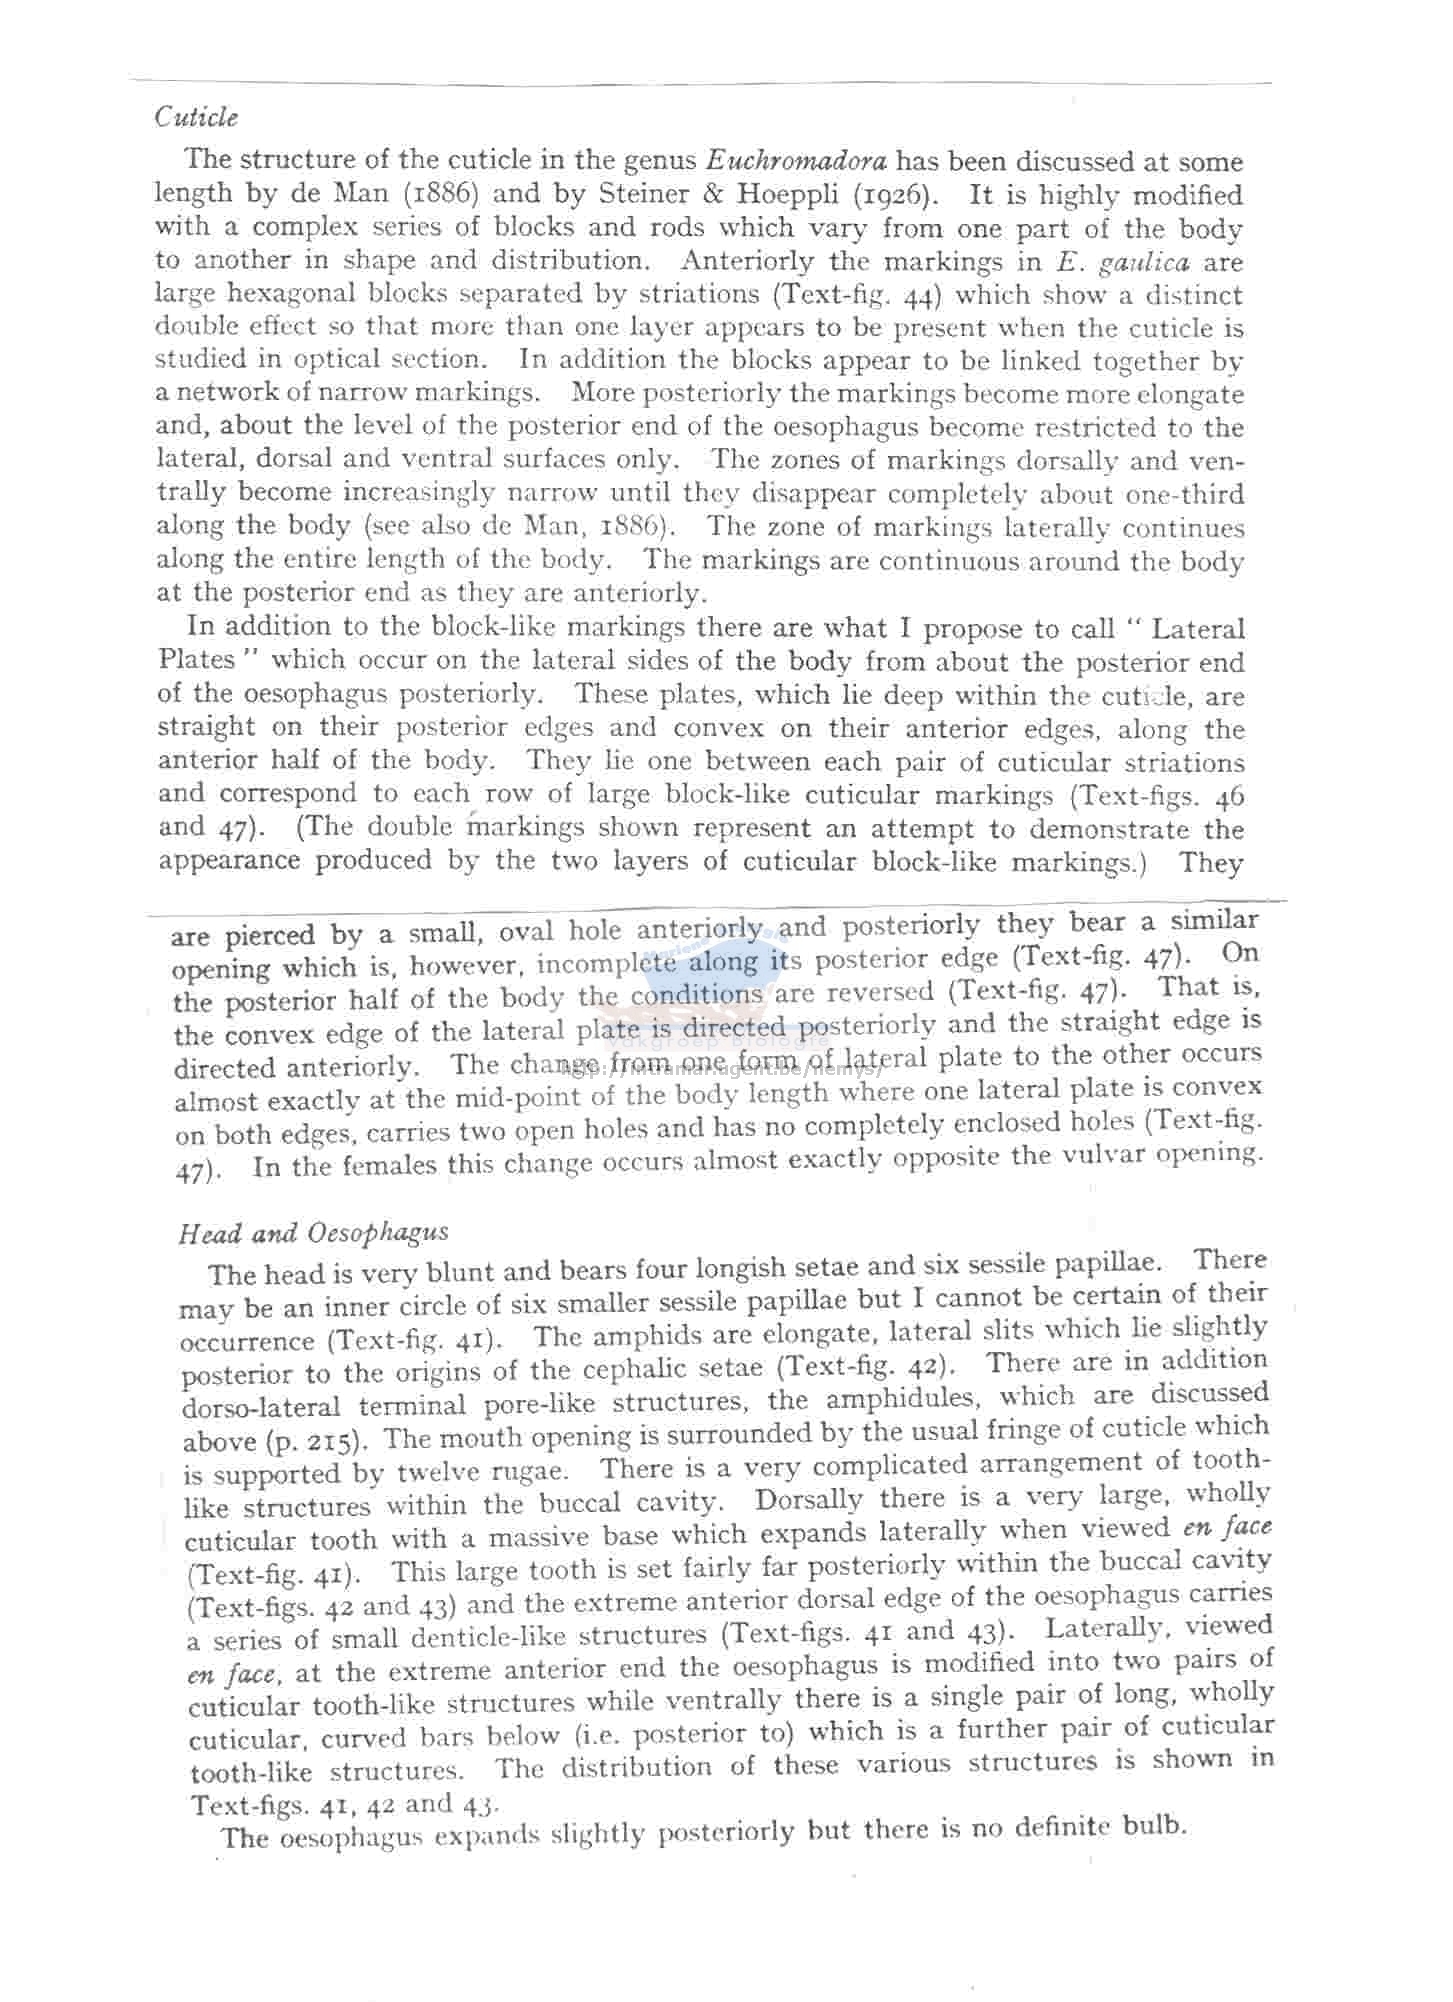 Cuticle
The structure of the cuticle in the genus Euchromadora has been discussed at some
length by de Man (1886) and by Steiner & Hoeppli (1926). It is highly modified
with a complex series of blocks and rods which vary from one part of the body
to another in shape and distribution. Anteriorly the markings in E. gaulica are
large hexagonal blocks separated by striations (Text-fig. 44) which show a distinct
double effect so that more than one layer appears to be present when the cuticle is
studied in optical section. In addition the blocks appear to be linked together by
a network of narrow markings. More posteriorly the markings become more elongate
and, about the level of the posterior end of the oesophagus become restricted to the
lateral, dorsal and ventral surfaces only. The zones of markings dorsally and ven-
trally become increasingly narrow until they disappear completely about one-third
along the body (see also de Man, 1886). The zone of markings laterally continues
along the entire length of the body. The markings are continuous around the body
at the posterior end as they are anteriorly.
In addition to the block-like markings there are what I propose to call “ Lateral
Plates ” which occur on the lateral sides of the body from about the posterior end
of the oesophagus posteriorly. These plates, which lie deep within the cuticle, are
straight on their posterior edges and convex on their anterior edges, along the
anterior half of the body. They lie one between each pair of cuticular striations
and correspond to each row of large block-like cuticular markings (Text-figs. 46
and 47). (The double markings shown represent an attempt to demonstrate the
appearance produced by the two layers of cuticular block-like markings.) They
are pierced by a small, oval hole anteriorly and posteriorly they bear a similar
opening which is, however, incomplete along its posterior edge (Text-fig. 47). On
the posterior half of the body the conditions are reversed (Text-fig. 47). That is,
the convex edge of the lateral plate is directed posteriorly and the straight edge is
directed anteriorly. The change from one form of lateral plate to the other occurs
almost exactly at the mid-point of the body length where one lateral plate is convex
on both edges, carries two open holes and has no completely enclosed holes (Text-fig.
47). In the females this change occurs almost exactly opposite the vulvar opening.
Vakgroep Biologie
Head and Oesophagus
The head is very blunt and bears four longish setae and six sessile papillae. There
may be an inner circle of six smaller sessile papillae but I cannot be certain of their
occurrence (Text-fig. 41). The amphids are elongate, lateral slits which lie slightly
posterior to the origins of the cephalic setae (Text-fig. 42). There are in addition
dorso-lateral terminal pore-like structures, the amphidules, which are discussed
above (p. 215). The mouth opening is surrounded by the usual fringe of cuticle which
is supported by twelve rugae. There is a very complicated arrangement of tooth-
like structures within the buccal cavity. Dorsally there is a very large, wholly
cuticular tooth with a massive base which expands laterally when viewed en face
(Text-fig. 41). This large tooth is set fairly far posteriorly within the buccal cavity
(Text-figs. 42 and 43) and the extreme anterior dorsal edge of the oesophagus carries
a series of small denticle-like structures (Text-figs. 41 and 43). Laterally, viewed
en face, at the extreme anterior end the oesophagus is modified into two pairs of
cuticular tooth-like structures while ventrally there is a single pair of long, wholly
cuticular, curved bars below (i.e. posterior to) which is a further pair of cuticular
tooth-like structures. The distribution of these various structures is shown in
Text-figs. 41, 42 and 43.
The oesophagus expands slightly posteriorly but there is no definite bulb.